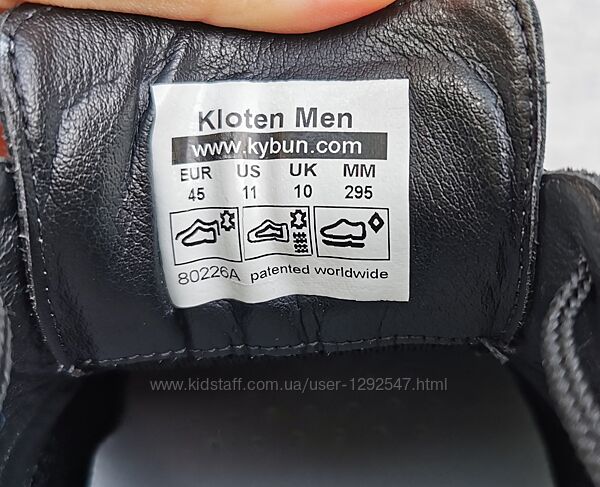 Kloten Men
www.kybun.com
EUR US UK MM
45 11 10 295
80226A patented worldwide
www.kidstaff.com.ua/user-1292547.html